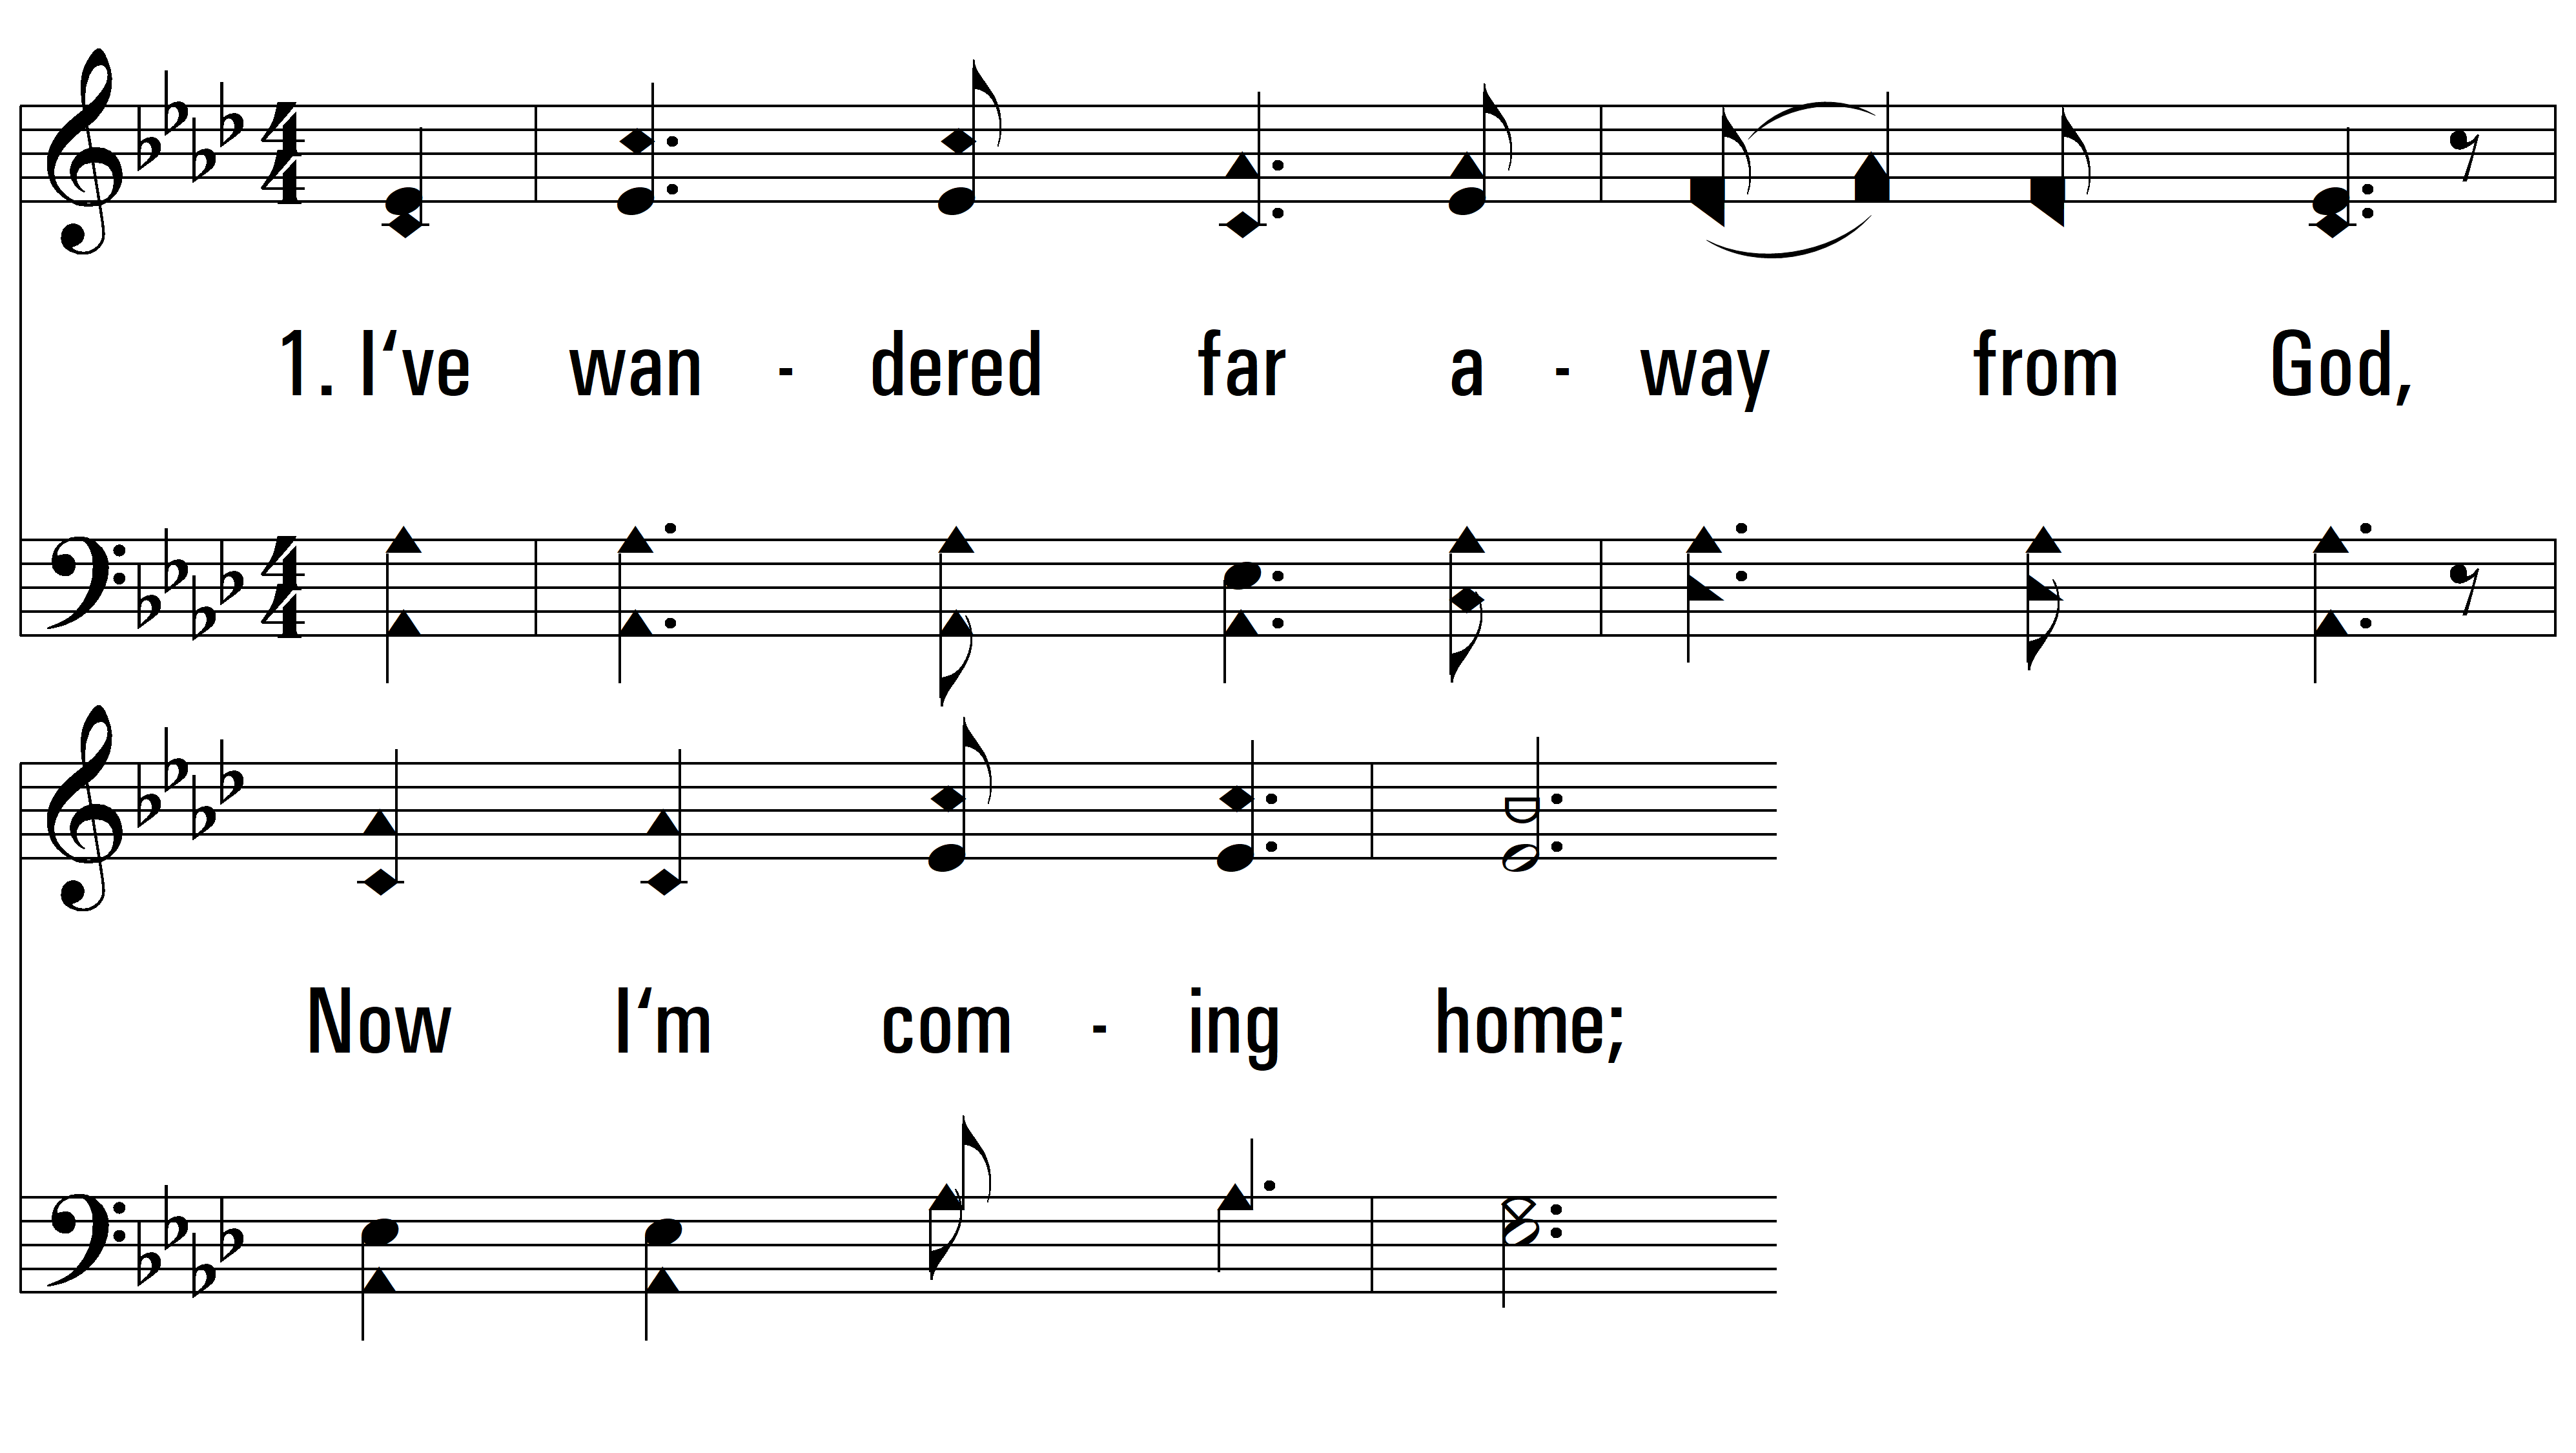 1. I‘ve wan - dered far a - way from God,
Now I‘m com - ing home;